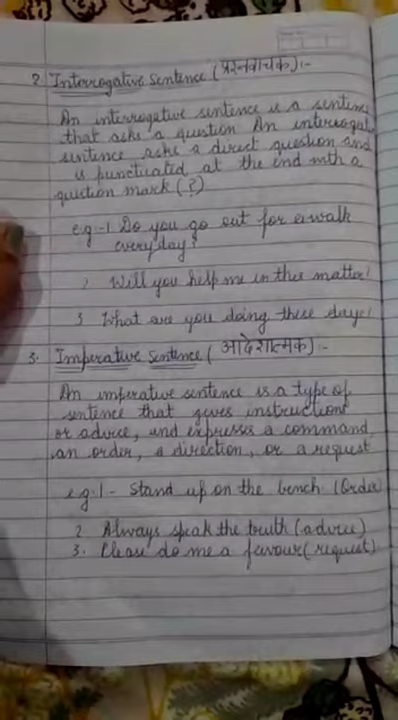 2 Interrogative Sentence (प्रश्नवाचक) :-
An interrogative sentence is a sentence
that asks a question An interrogat
sentence asks a direct question and
is punctuated at the end with a
question mark (?)
e.g-1 Do you go out for a walk
everyday?
2 Will you help me in this matter?
3 What are you doing these days?
3. Imperative Sentence ( आदेशात्मक) :-
An imperative sentence is a type of
sentence that gives instructions
or advice, and expresses a command
an order, a direction, or a request
e.g.1- Stand up on the bench (Order)
2 Always speak the truth (advice)
3. Please do me a favour (request)